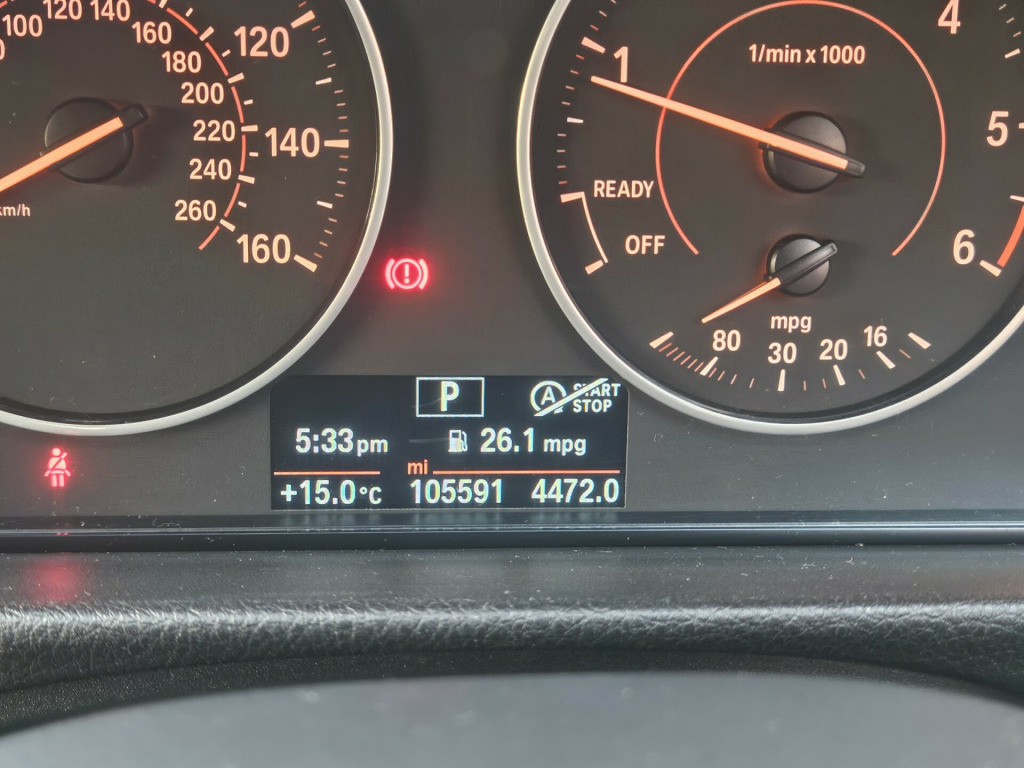 100
120
140
160
180
200
220
240
260
km/h
120
140
160
1/min x 1000
1
4
5
6
READY
OFF
mpg
80
30
20
16
P
A START
STOP
5:33pm
26.1 mpg
mi
+15.0°C
105591
4472.0